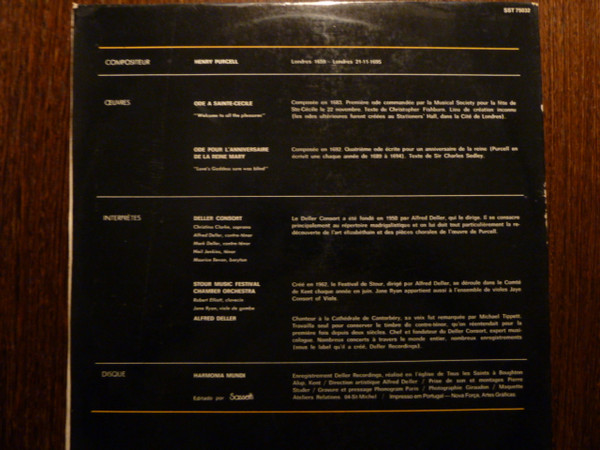 SST 75032
COMPOSITEUR
HENRY PURCELL
Londres 1659 - Londres 21-11-1695
ŒUVRES
ODE A SAINTE-CECILE
"Welcome to all the pleasures"
Composée en 1683. Première ode commandée par la Musical Society pour la fête de
Ste-Cécile le 22 novembre. Texte de Christopher Fishburn. Lieu de création inconnu
(les odes ultérieures furent créées au Stationers' Hall, dans la Cité de Londres).
ODE POUR L'ANNIVERSAIRE
DE LA REINE MARY
"Love's Goddess sure was blind"
Composée en 1692. Quatrième ode écrite pour un anniversaire de la reine (Purcell en
écrivit une chaque année de 1689 à 1694). Texte de Sir Charles Sedley.
INTERPRÈTES
DELLER CONSORT
Christina Clarke, soprano
Alfred Deller, contre-ténor
Mark Deller, contre-ténor
Neil Jenkins, ténor
Maurice Bevan, baryton
Le Deller Consort a été fondé en 1950 par Alfred Deller, qui le dirige. Il se consacre
principalement au répertoire madrigalistique et on lui doit tout particulièrement la re-
découverte de l'art élisabéthain et des pièces chorales de l'œuvre de Purcell.
STOUR MUSIC FESTIVAL
CHAMBER ORCHESTRA
Robert Elliott, clavecin
Jane Ryan, viole de gambe
Créé en 1962, le Festival de Stour, dirigé par Alfred Deller, se déroule dans le Comté
de Kent chaque année en juin. Jane Ryan appartient aussi à l'ensemble de violes Jaye
Consort of Viols.
ALFRED DELLER
Chanteur à la Cathédrale de Cantorbéry, sa voix fut remarquée par Michael Tippett.
Travailla seul pour conserver le timbre de contre-ténor, qu'on réentendait pour la
première fois depuis deux siècles. Chef et fondateur du Deller Consort, expert musi-
cologue. Nombreux concerts à travers le monde entier, nombreux enregistrements
(sous le label qu'il a créé, Deller Recordings).
DISQUE
HARMONIA MUNDI
Editado por Sassetti
Enregistrement Deller Recordings, réalisé en l'église de Tous les Saints à Boughton
Alup. Kent / Direction artistique Alfred Deller / Prise de son et montages Pierre
Studer / Gravure et pressage Phonogram Paris / Photographie Giraudon / Maquette
Ateliers Relations 04-St-Michel / Impresso em Portugal — Nova Força, Artes Gráficas